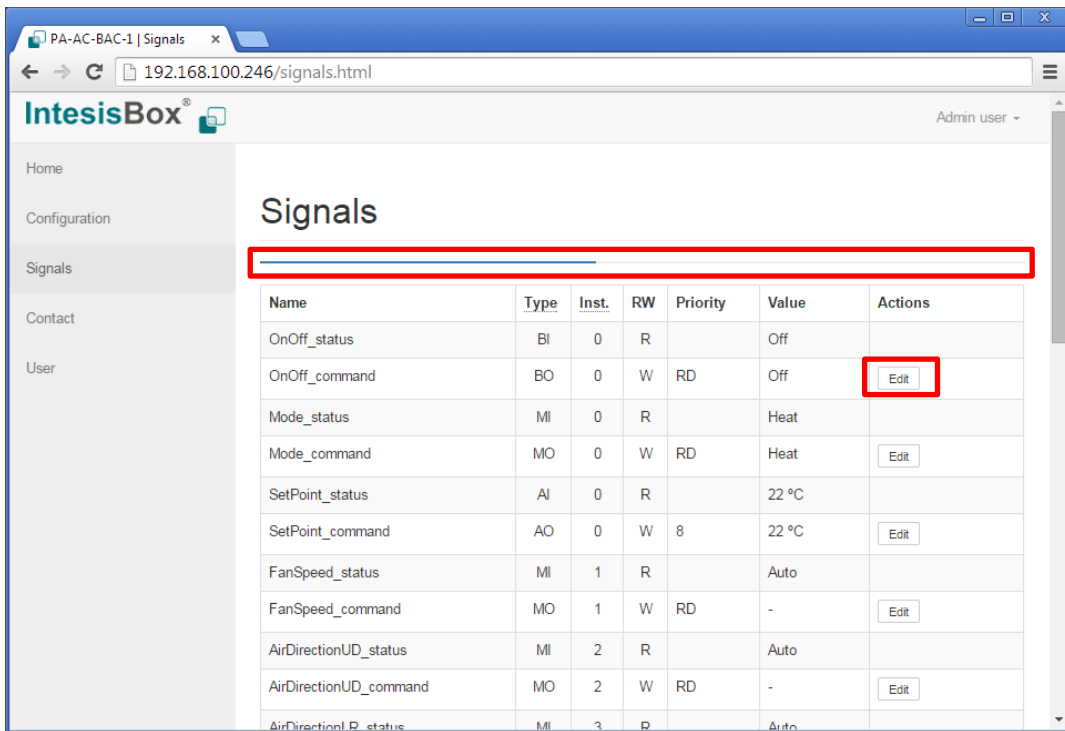 PA-AC-BAC-1 | Signals
192.168.100.246/signals.html
IntesisBox®
Admin user
Home
Configuration
Signals
Contact
User
Signals
Name Type Inst. RW Priority Value Actions
OnOff_status BI 0 R Off
OnOff_command BO 0 W RD Off Edit
Mode_status MI 0 R Heat
Mode_command MO 0 W RD Heat Edit
SetPoint_status AI 0 R 22 ºC
SetPoint_command AO 0 W 8 22 ºC Edit
FanSpeed_status MI 1 R Auto
FanSpeed_command MO 1 W RD - Edit
AirDirectionUD_status MI 2 R Auto
AirDirectionUD_command MO 2 W RD - Edit
AirDirectionLR_status MI 3 R Auto